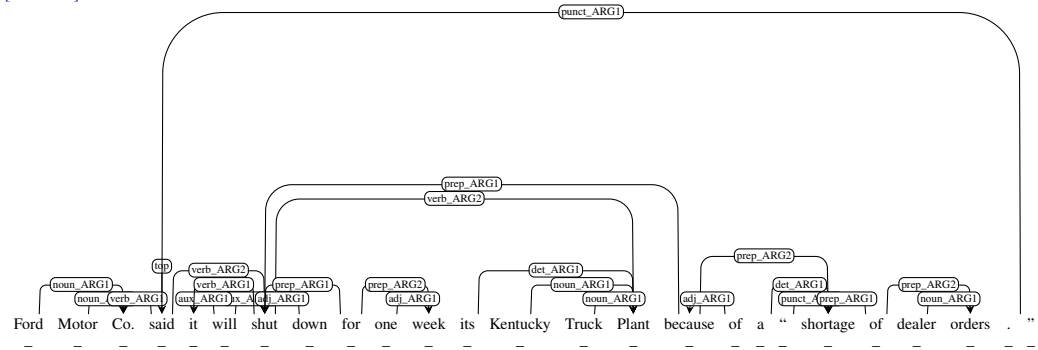 punct_ARG1
prep_ARG1
verb_ARG2
prep_ARG2
top
verb_ARG2 det_ARG1
noun_ARG1 verb_ARG1 prep_ARG1 prep_ARG2 noun_ARG1 det_ARG1 prep_ARG2
verb_ARG1 aux_ARG1 adj_ARG1 adj_ARG1 noun_ARG1 adj_ARG1 prep_ARG1 noun_ARG1
Ford Motor Co. said it will shut down for one week its Kentucky Truck Plant because of a “ shortage of dealer orders . ”
_ _ _ _ _ _ _ _ _ _ _ _ _ _ _ _ _ _ _ _ _ _ _ _ _